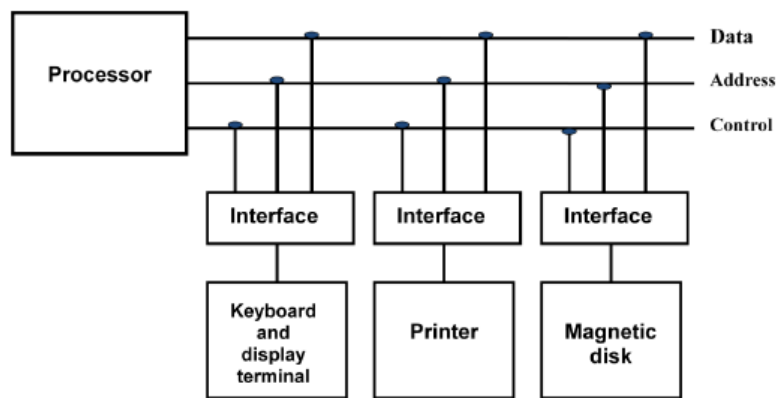 Processor
Data
Address
Control
Interface
Interface
Interface
Keyboard
and
display
terminal
Printer
Magnetic
disk